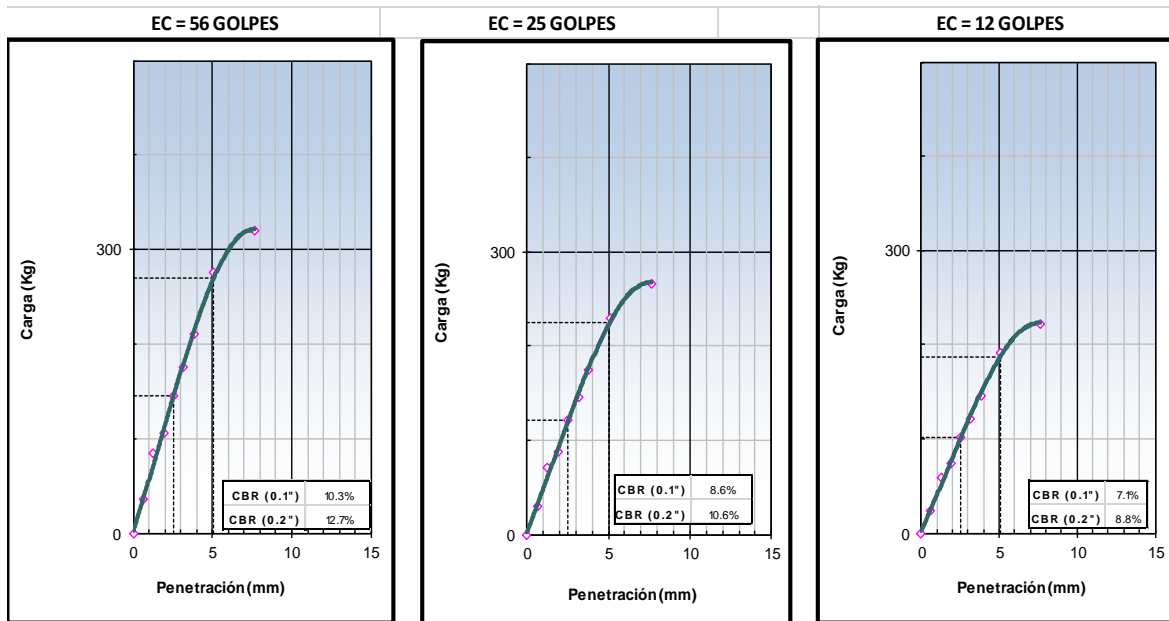 EC = 56 GOLPES
300
0
0
5
10
15
Carga (Kg)
Penetración (mm)
CBR (0.1") 10.3%
CBR (0.2") 12.7%
EC = 25 GOLPES
300
0
0
5
10
15
Carga (Kg)
Penetración (mm)
CBR (0.1") 8.6%
CBR (0.2") 10.6%
EC = 12 GOLPES
300
0
0
5
10
15
Carga (Kg)
Penetración (mm)
CBR (0.1") 7.1%
CBR (0.2") 8.8%